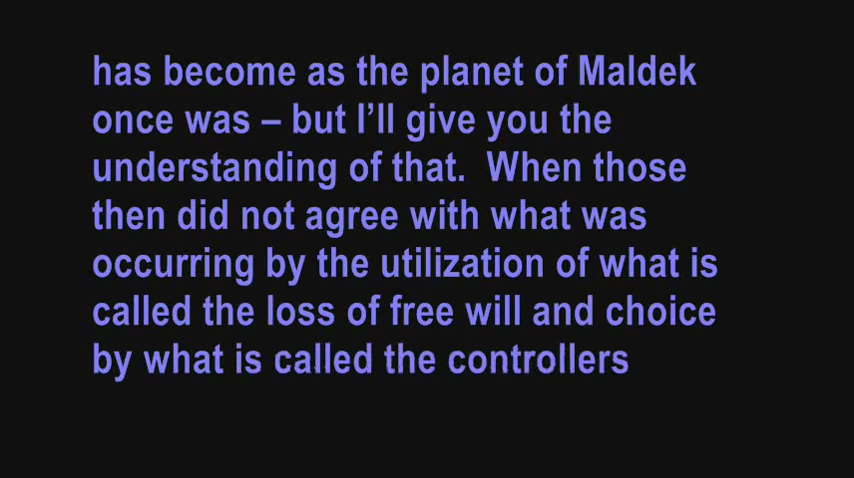 has become as the planet of Maldek
once was – but I’ll give you the
understanding of that.  When those
then did not agree with what was
occurring by the utilization of what is
called the loss of free will and choice
by what is called the controllers